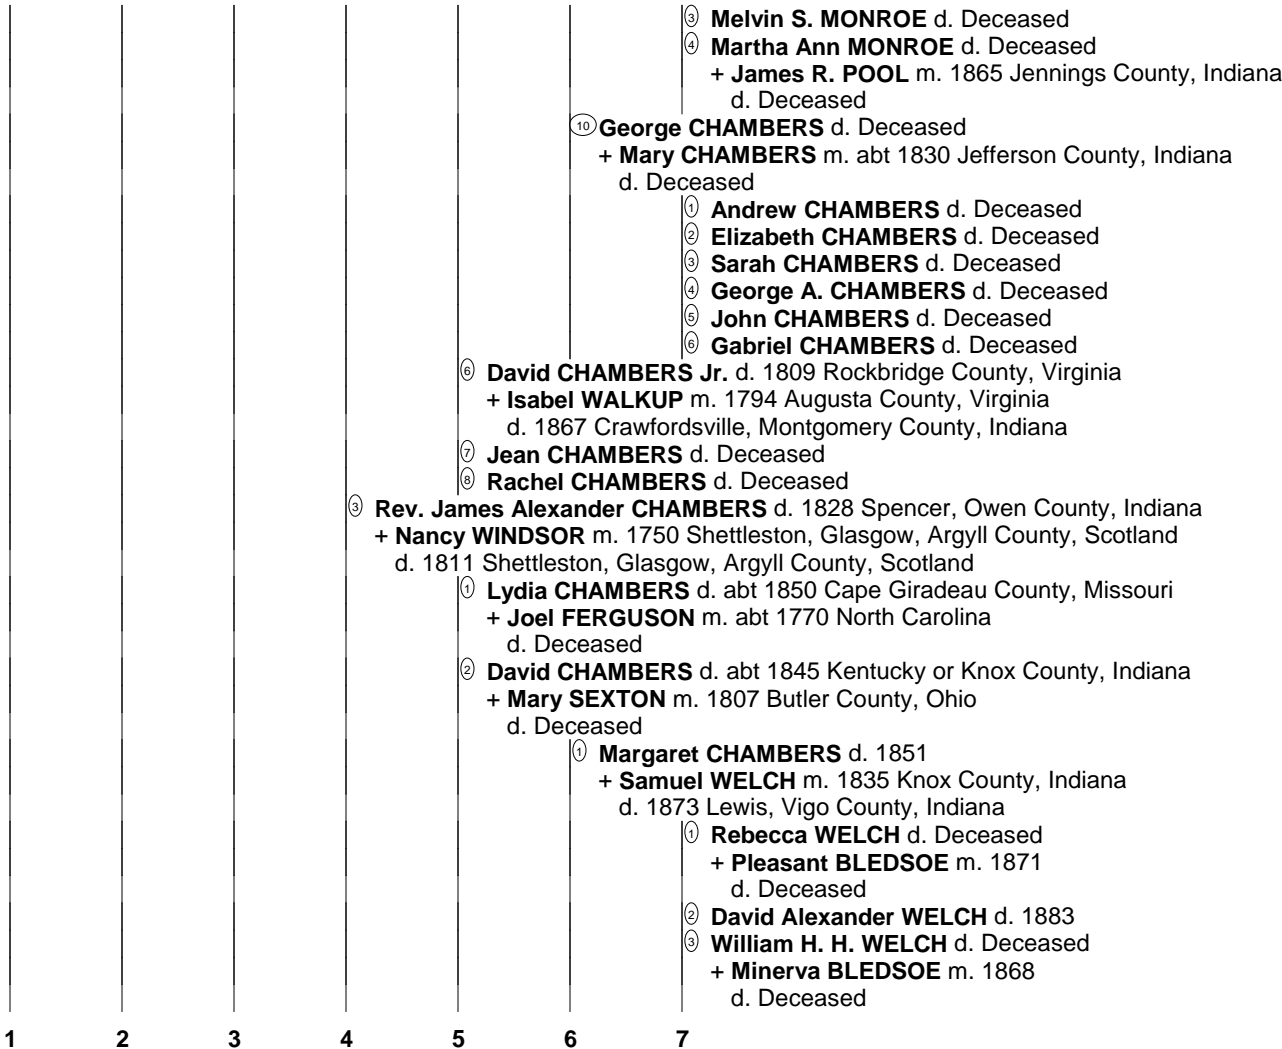 ③ Melvin S. MONROE d. Deceased
④ Martha Ann MONROE d. Deceased
+ James R. POOL m. 1865 Jennings County, Indiana
d. Deceased
⑩ George CHAMBERS d. Deceased
+ Mary CHAMBERS m. abt 1830 Jefferson County, Indiana
d. Deceased
① Andrew CHAMBERS d. Deceased
② Elizabeth CHAMBERS d. Deceased
③ Sarah CHAMBERS d. Deceased
④ George A. CHAMBERS d. Deceased
⑤ John CHAMBERS d. Deceased
⑥ Gabriel CHAMBERS d. Deceased
⑥ David CHAMBERS Jr. d. 1809 Rockbridge County, Virginia
+ Isabel WALKUP m. 1794 Augusta County, Virginia
d. 1867 Crawfordsville, Montgomery County, Indiana
⑦ Jean CHAMBERS d. Deceased
⑧ Rachel CHAMBERS d. Deceased
③ Rev. James Alexander CHAMBERS d. 1828 Spencer, Owen County, Indiana
+ Nancy WINDSOR m. 1750 Shettleston, Glasgow, Argyll County, Scotland
d. 1811 Shettleston, Glasgow, Argyll County, Scotland
① Lydia CHAMBERS d. abt 1850 Cape Giradeau County, Missouri
+ Joel FERGUSON m. abt 1770 North Carolina
d. Deceased
② David CHAMBERS d. abt 1845 Kentucky or Knox County, Indiana
+ Mary SEXTON m. 1807 Butler County, Ohio
d. Deceased
① Margaret CHAMBERS d. 1851
+ Samuel WELCH m. 1835 Knox County, Indiana
d. 1873 Lewis, Vigo County, Indiana
① Rebecca WELCH d. Deceased
+ Pleasant BLEDSOE m. 1871
d. Deceased
② David Alexander WELCH d. 1883
③ William H. H. WELCH d. Deceased
+ Minerva BLEDSOE m. 1868
d. Deceased
1 2 3 4 5 6 7